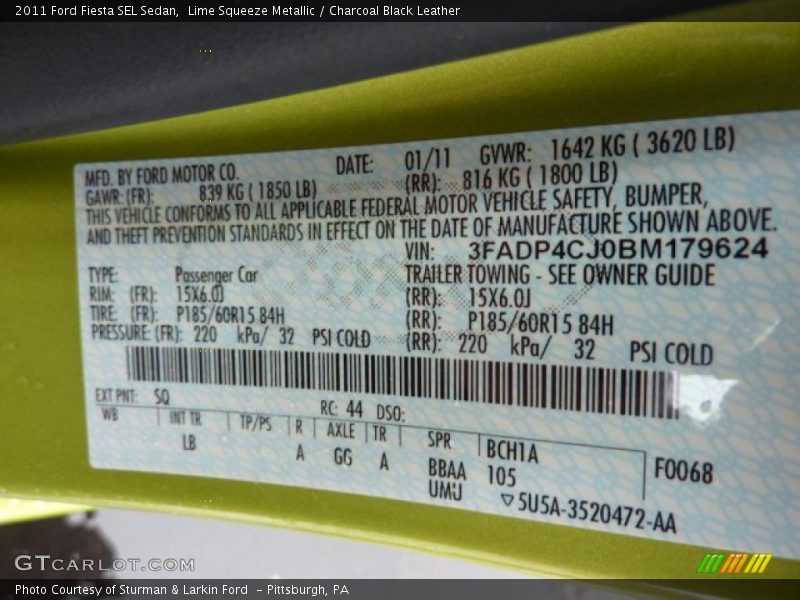 2011 Ford Fiesta SEL Sedan, Lime Squeeze Metallic / Charcoal Black Leather
MFD. BY FORD MOTOR CO. DATE: 01/11 GVWR: 1642 KG ( 3620 LB)
GAWR: (FR): 839 KG ( 1850 LB) (RR): 816 KG ( 1800 LB)
THIS VEHICLE CONFORMS TO ALL APPLICABLE FEDERAL MOTOR VEHICLE SAFETY, BUMPER,
AND THEFT PREVENTION STANDARDS IN EFFECT ON THE DATE OF MANUFACTURE SHOWN ABOVE.
VIN: 3FADP4CJ0BM179624
TYPE: Passenger Car TRAILER TOWING - SEE OWNER GUIDE
RIM: (FR): 15X6.0J (RR): 15X6.0J
TIRE: (FR): P185/60R15 84H (RR): P185/60R15 84H
PRESSURE: (FR): 220 kPa/ 32 PSI COLD (RR): 220 kPa/ 32 PSI COLD
EXT PNT: SQ RC: 44 DSO:
WB INT TR TP/PS R AXLE TR SPR BCH1A
LB A GG A BBAA 105 F0068
UMU ▽5U5A-3520472-AA
GTCARLOT.COM
Photo Courtesy of Sturman & Larkin Ford - Pittsburgh, PA